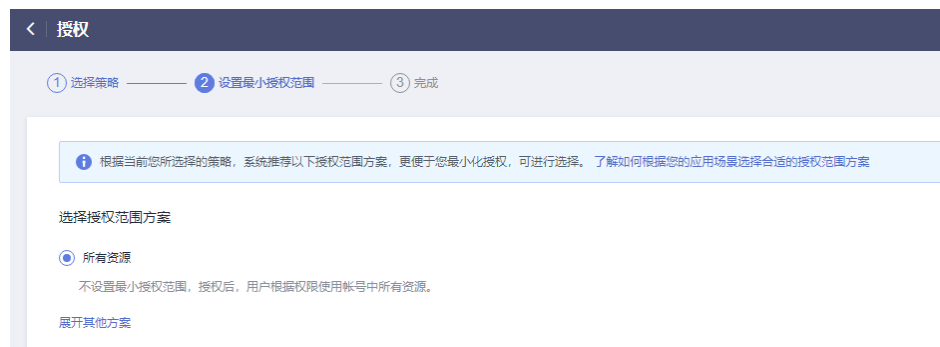 授权
1 选择策略 2 设置最小授权范围 3 完成
根据当前您所选择的策略，系统推荐以下授权范围方案，更便于您最小化授权，可进行选择。 了解如何根据您的应用场景选择合适的授权范围方案
选择授权范围方案
所有资源
不设置最小授权范围，授权后，用户根据权限使用帐号中所有资源。
展开其他方案